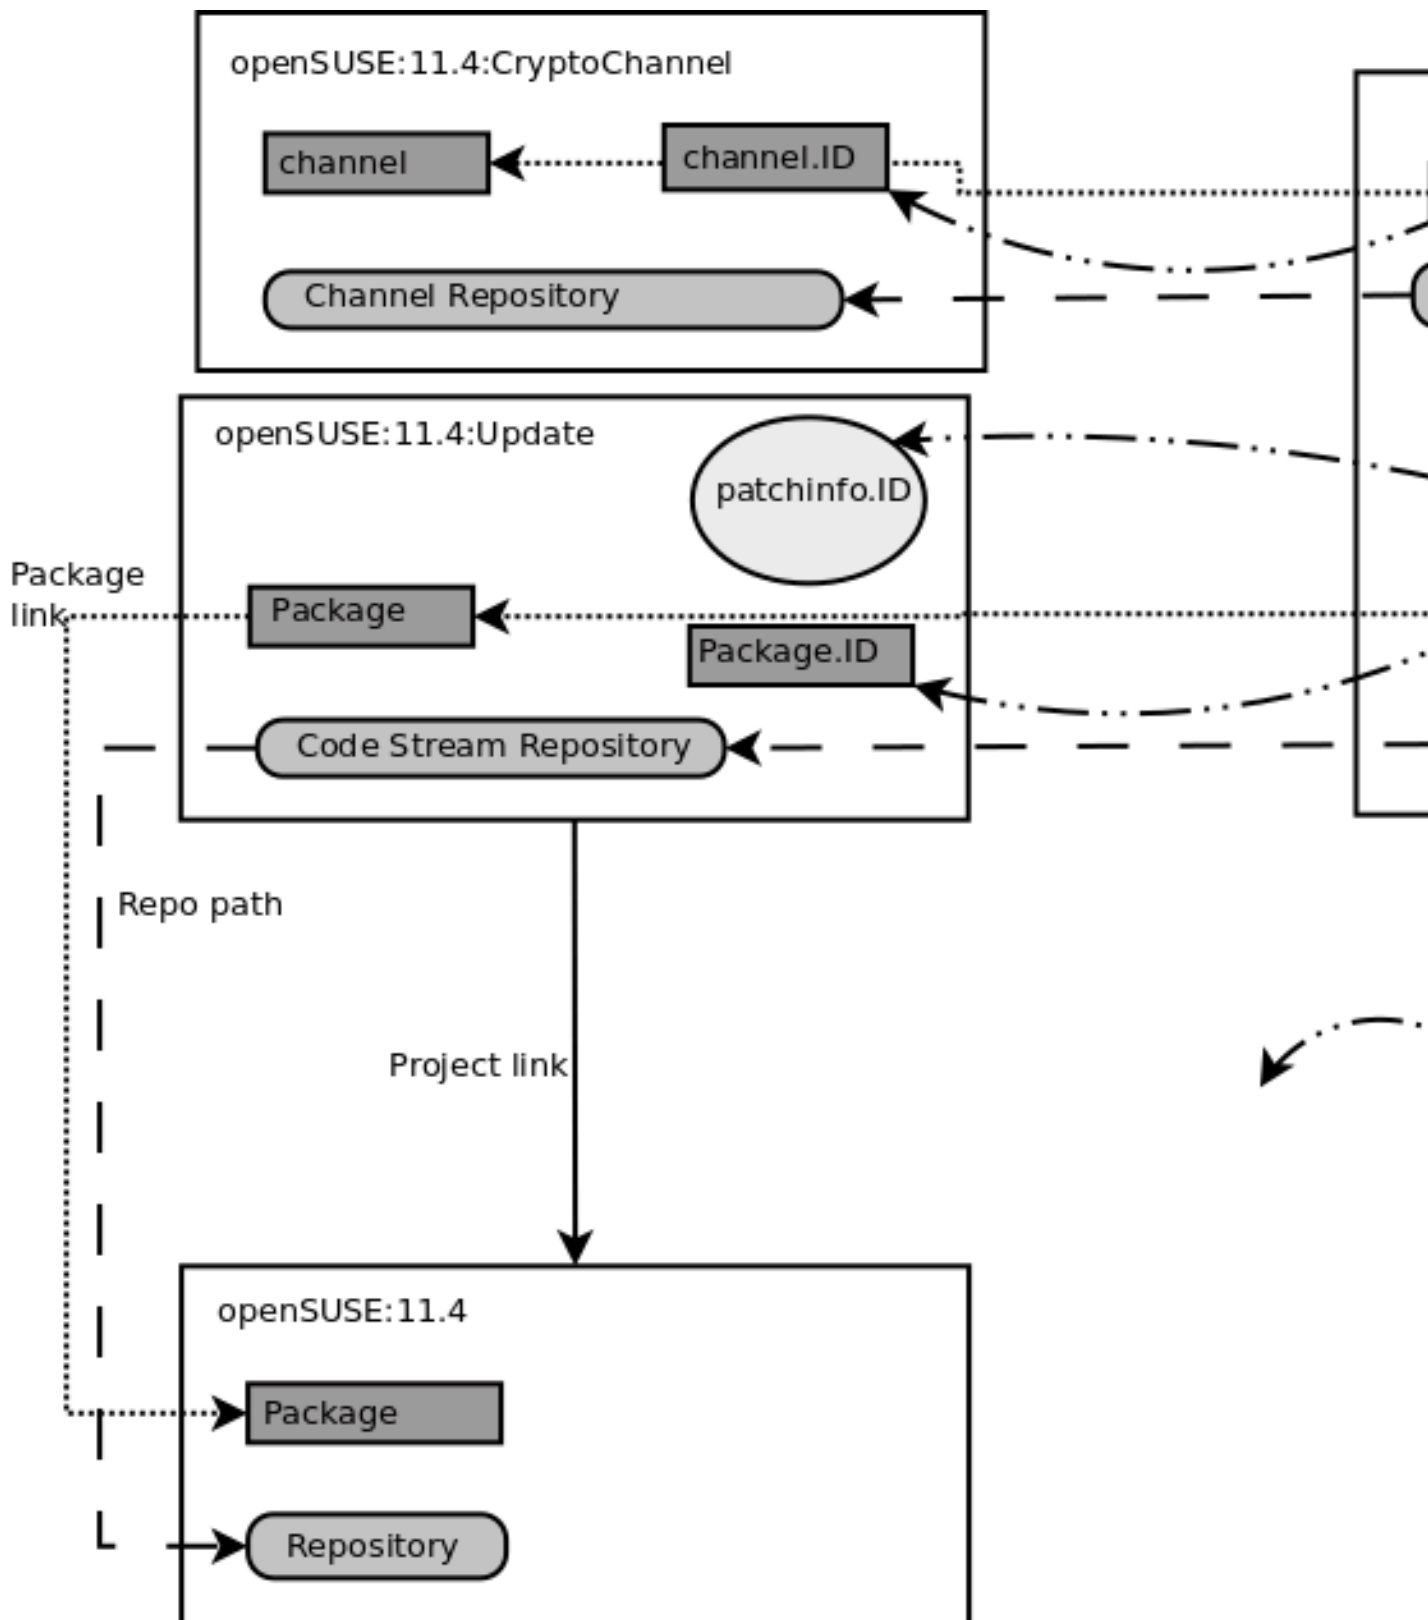 openSUSE:11.4:CryptoChannel
channel
channel.ID
Channel Repository
openSUSE:11.4:Update
patchinfo.ID
Package
link
Package
Package.ID
Code Stream Repository
Repo path
Project link
openSUSE:11.4
Package
Repository